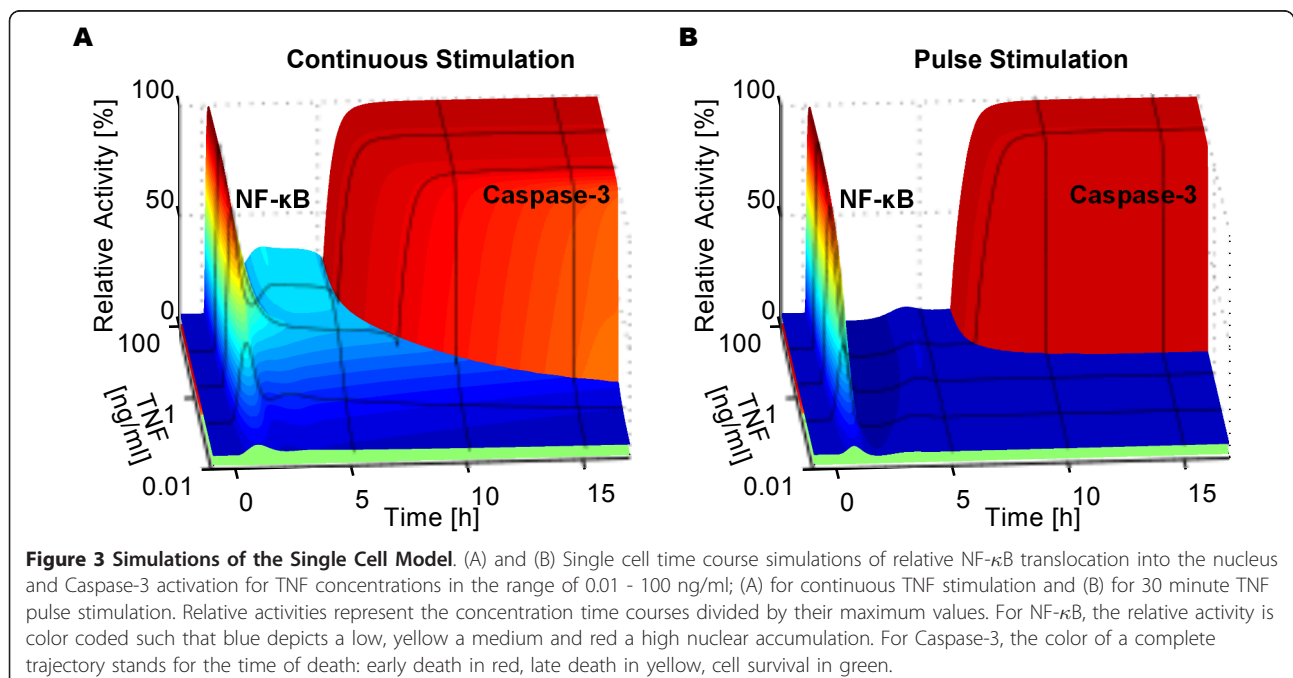 A
Continuous Stimulation
Relative Activity [%]
100
50
0
NF-κB
Caspase-3
100
1
0.01
TNF
[ng/ml]
0
5
10
15
Time [h]
B
Pulse Stimulation
Relative Activity [%]
100
50
0
NF-κB
Caspase-3
100
1
0.01
TNF
[ng/ml]
0
5
10
15
Time [h]
Figure 3 Simulations of the Single Cell Model. (A) and (B) Single cell time course simulations of relative NF-κB translocation into the nucleus
and Caspase-3 activation for TNF concentrations in the range of 0.01 - 100 ng/ml; (A) for continuous TNF stimulation and (B) for 30 minute TNF
pulse stimulation. Relative activities represent the concentration time courses divided by their maximum values. For NF-κB, the relative activity is
color coded such that blue depicts a low, yellow a medium and red a high nuclear accumulation. For Caspase-3, the color of a complete
trajectory stands for the time of death: early death in red, late death in yellow, cell survival in green.